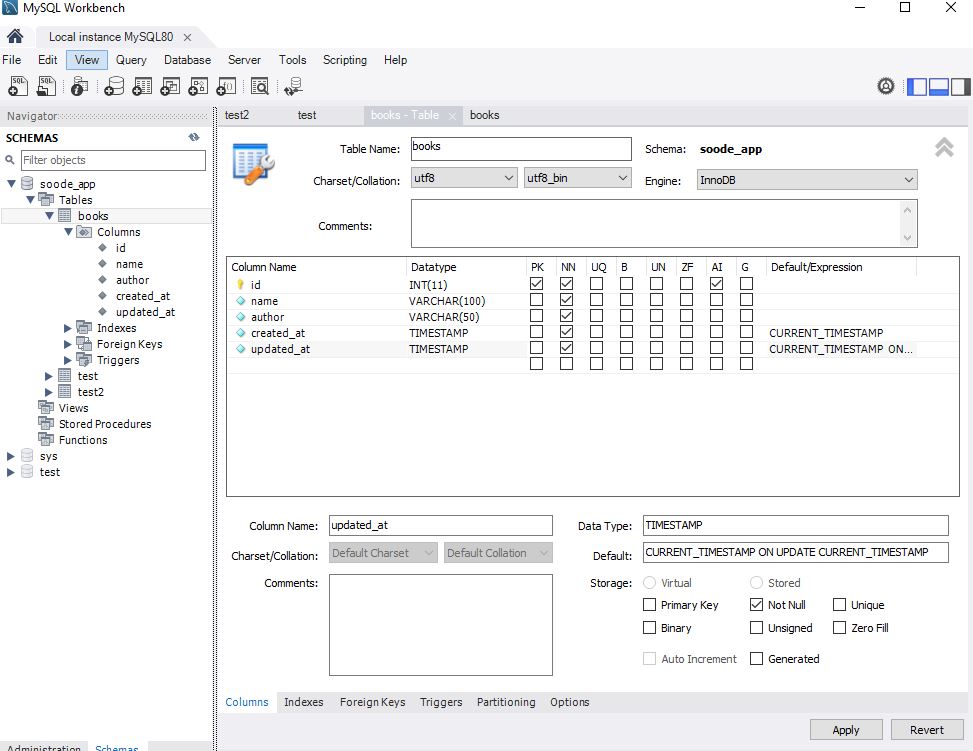 MySQL Workbench
Local instance MySQL80
File Edit View Query Database Server Tools Scripting Help
Navigator
SCHEMAS
Filter objects
soode_app
Tables
books
Columns
id
name
author
created_at
updated_at
Indexes
Foreign Keys
Triggers
test
test2
Views
Stored Procedures
Functions
sys
test
Administration Schemas
test2 test books - Table books
Table Name: books Schema: soode_app
Charset/Collation: utf8 utf8_bin Engine: InnoDB
Comments:
Column Name Datatype PK NN UQ B UN ZF AI G Default/Expression
id INT(11)
name VARCHAR(100)
author VARCHAR(50)
created_at TIMESTAMP CURRENT_TIMESTAMP
updated_at TIMESTAMP CURRENT_TIMESTAMP ON...
Column Name: updated_at Data Type: TIMESTAMP
Charset/Collation: Default Charset Default Collation Default: CURRENT_TIMESTAMP ON UPDATE CURRENT_TIMESTAMP
Comments: Storage: Virtual Stored
Primary Key Not Null Unique
Binary Unsigned Zero Fill
Auto Increment Generated
Columns Indexes Foreign Keys Triggers Partitioning Options
Apply Revert